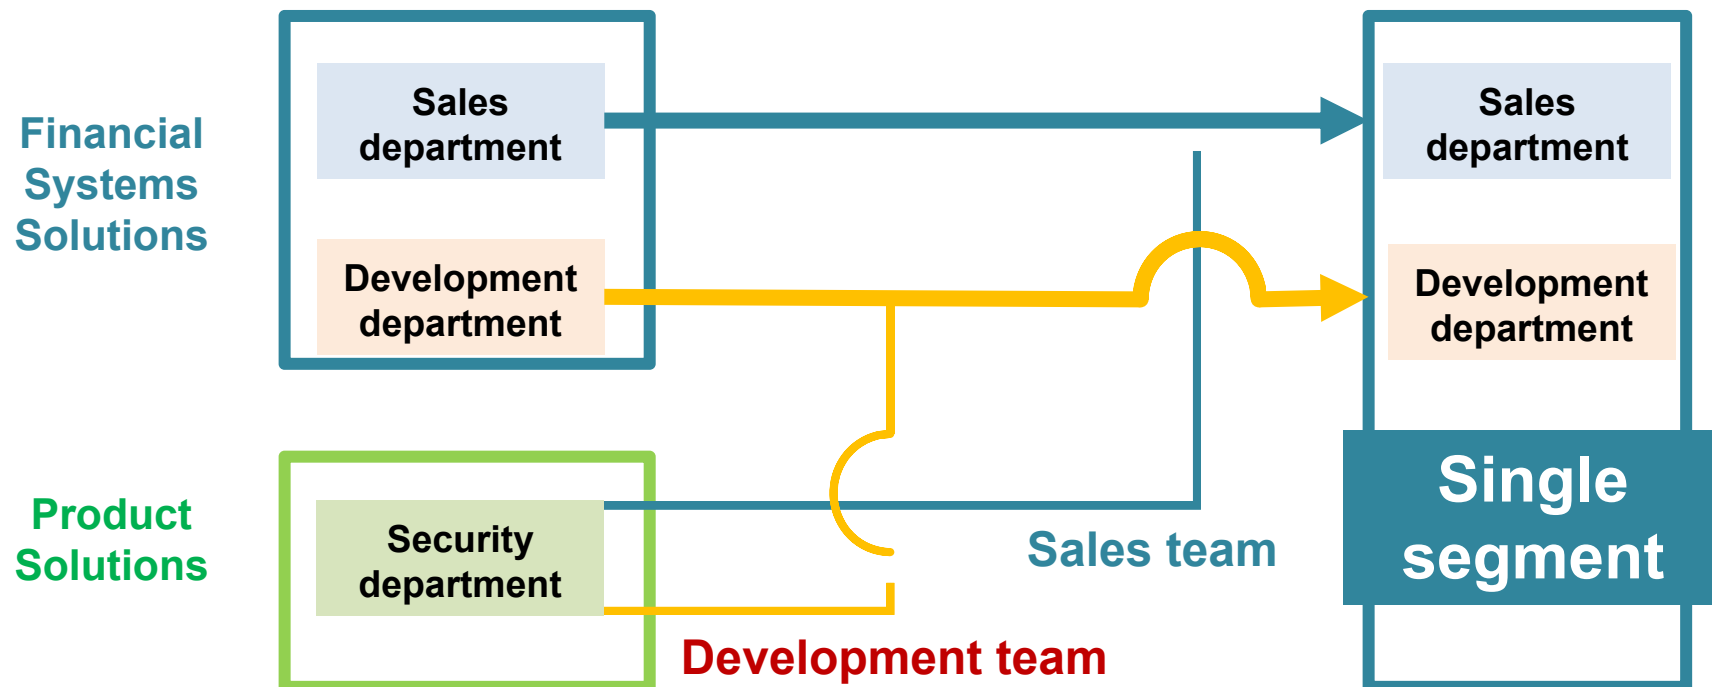 Financial
Systems
Solutions
Sales
department
Development
department
Product
Solutions
Security
department
Sales team
Development team
Sales
department
Development
department
Single
segment